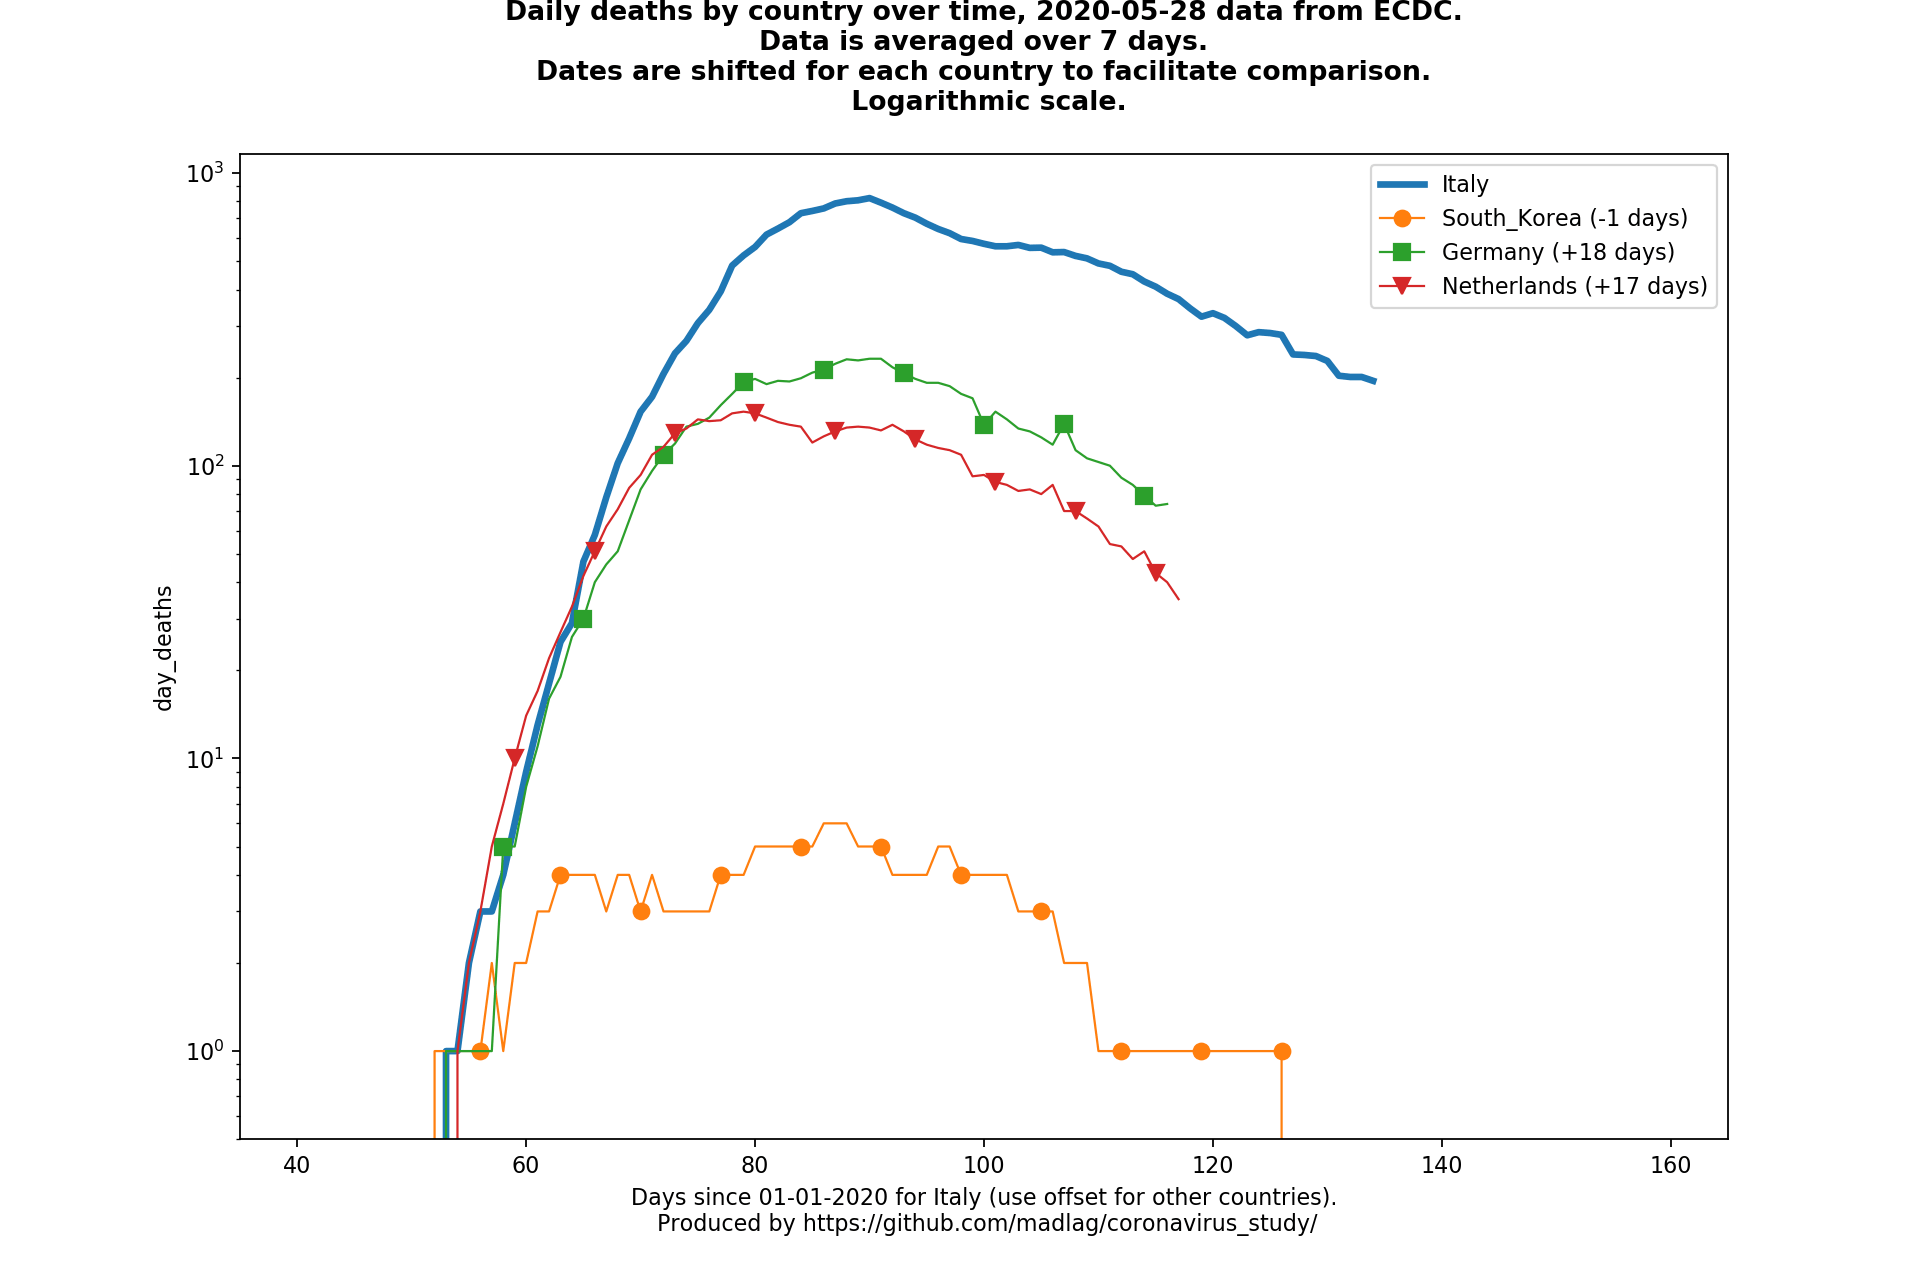 Daily deaths by country over time, 2020-05-28 data from ECDC.
Data is averaged over 7 days.
Dates are shifted for each country to facilitate comparison.
Logarithmic scale.
10³
Italy
South_Korea (-1 days)
Germany (+18 days)
Netherlands (+17 days)
10²
day_deaths
10¹
10⁰
40 60 80 100 120 140 160
Days since 01-01-2020 for Italy (use offset for other countries).
Produced by https://github.com/madlag/coronavirus_study/